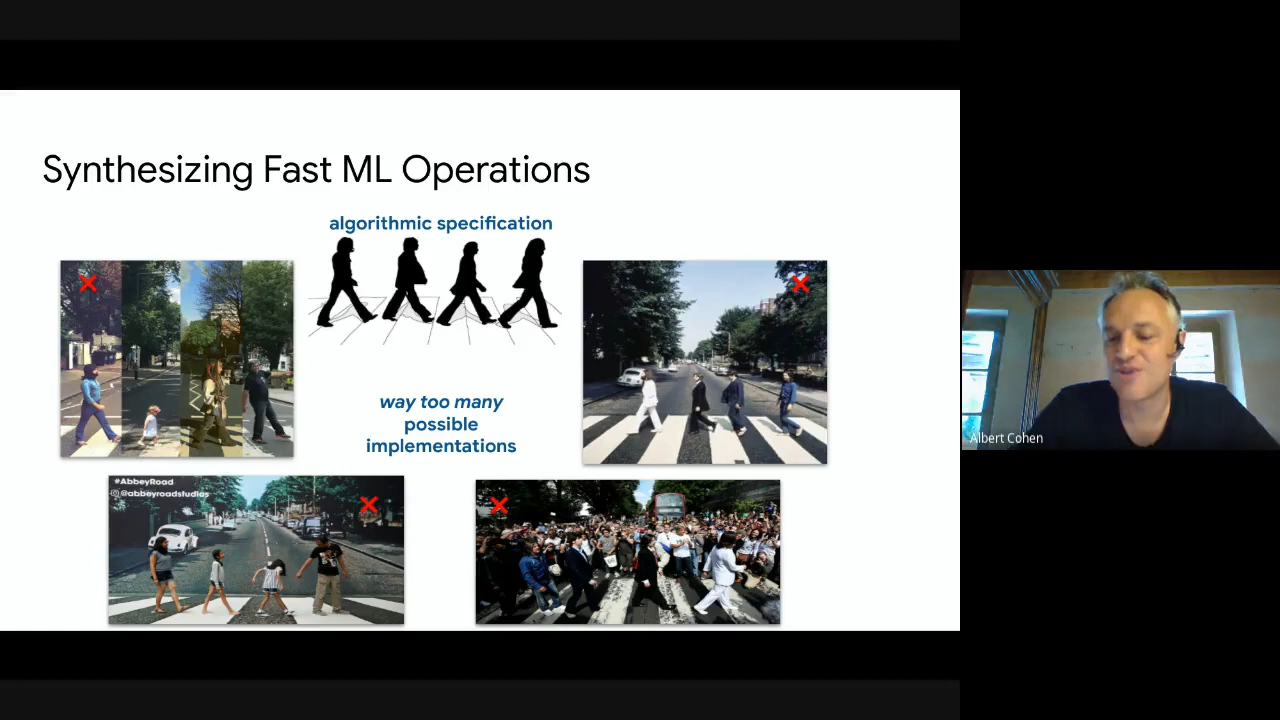 Synthesizing Fast ML Operations
algorithmic specification
way too many
possible
implementations
#AbbeyRoad
@abbeyroadstudios
Albert Cohen